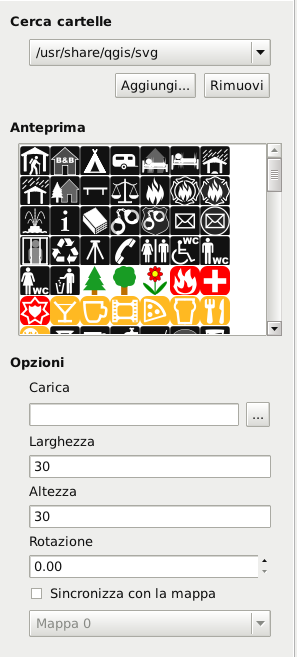 Cerca cartelle
/usr/share/qgis/svg
Aggiungi... Rimuovi
Anteprima
B&B
i
WC WC
WC
Opzioni
Carica
...
Larghezza
30
Altezza
30
Rotazione
0.00
Sincronizza con la mappa
Mappa 0